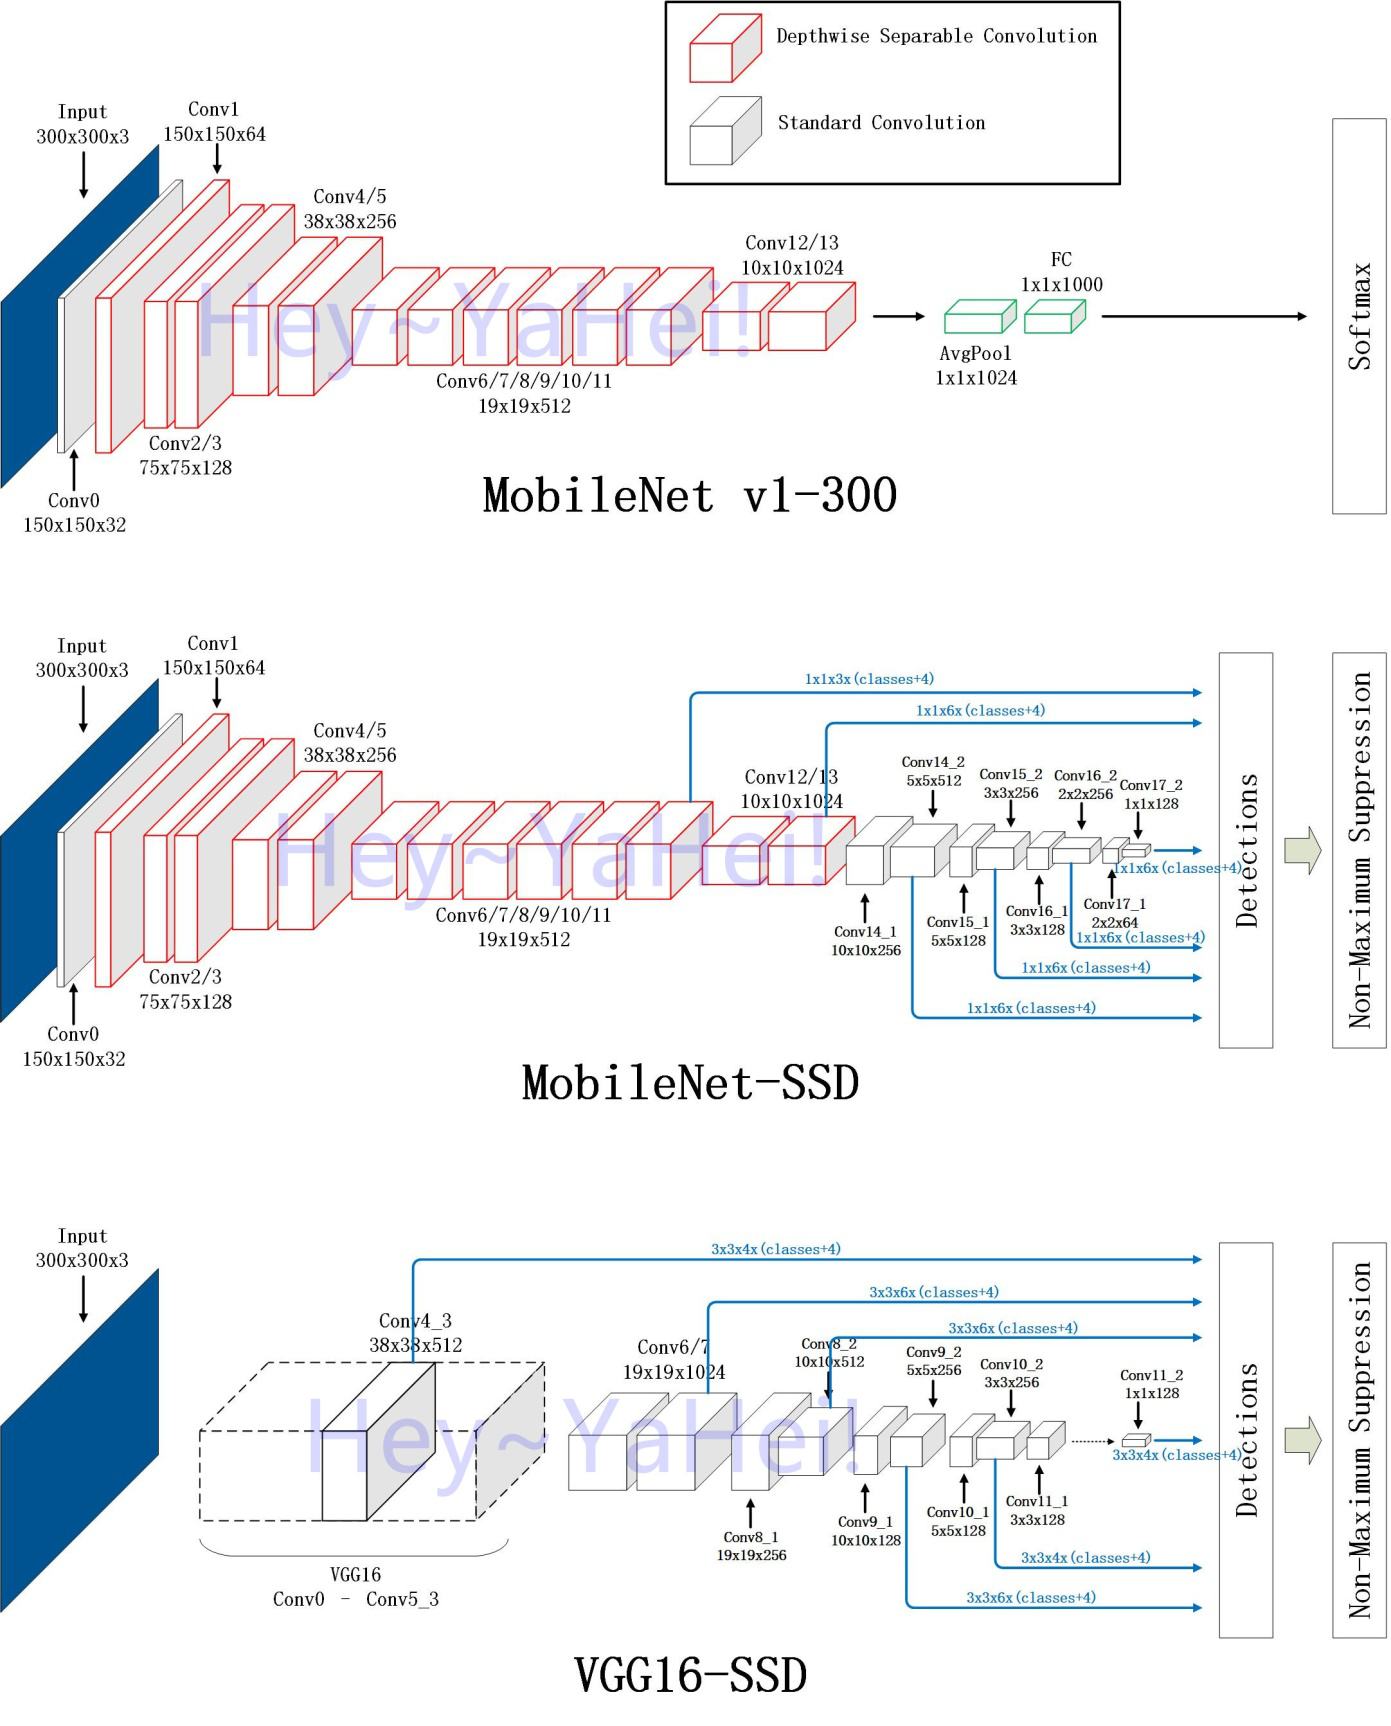 Depthwise Separable Convolution
Standard Convolution
Input
300x300x3
Conv1
150x150x64
Conv4/5
38x38x256
Conv12/13
10x10x1024
FC
1x1x1000
Softmax
Hey~YaHei!
AvgPool
1x1x1024
Conv6/7/8/9/10/11
19x19x512
Conv2/3
75x75x128
Conv0
150x150x32
MobileNet v1-300
Input
300x300x3
Conv1
150x150x64
Conv4/5
38x38x256
1x1x3x(classes+4)
1x1x6x(classes+4)
Conv12/13
10x10x1024
Conv14_2
5x5x512
Conv15_2
3x3x256
Conv16_2
2x2x256
Conv17_2
1x1x128
Hey~YaHei!
1x1x6x(classes+4)
Detections
Non-Maximum Suppression
Conv6/7/8/9/10/11
19x19x512
Conv14_1
10x10x256
Conv15_1
5x5x128
Conv16_1
3x3x128
Conv17_1
2x2x64
1x1x6x(classes+4)
1x1x6x(classes+4)
1x1x6x(classes+4)
Conv2/3
75x75x128
Conv0
150x150x32
MobileNet-SSD
Input
300x300x3
3x3x4x(classes+4)
3x3x6x(classes+4)
3x3x6x(classes+4)
Conv4_3
38x38x512
Conv6/7
19x19x1024
Conv8_2
10x10x512
Conv9_2
5x5x256
Conv10_2
3x3x256
Conv11_2
1x1x128
Hey~YaHei!
3x3x4x(classes+4)
Detections
Non-Maximum Suppression
Conv8_1
19x19x256
Conv9_1
10x10x128
Conv10_1
5x5x128
Conv11_1
3x3x128
3x3x4x(classes+4)
3x3x6x(classes+4)
VGG16
Conv0 - Conv5_3
VGG16-SSD